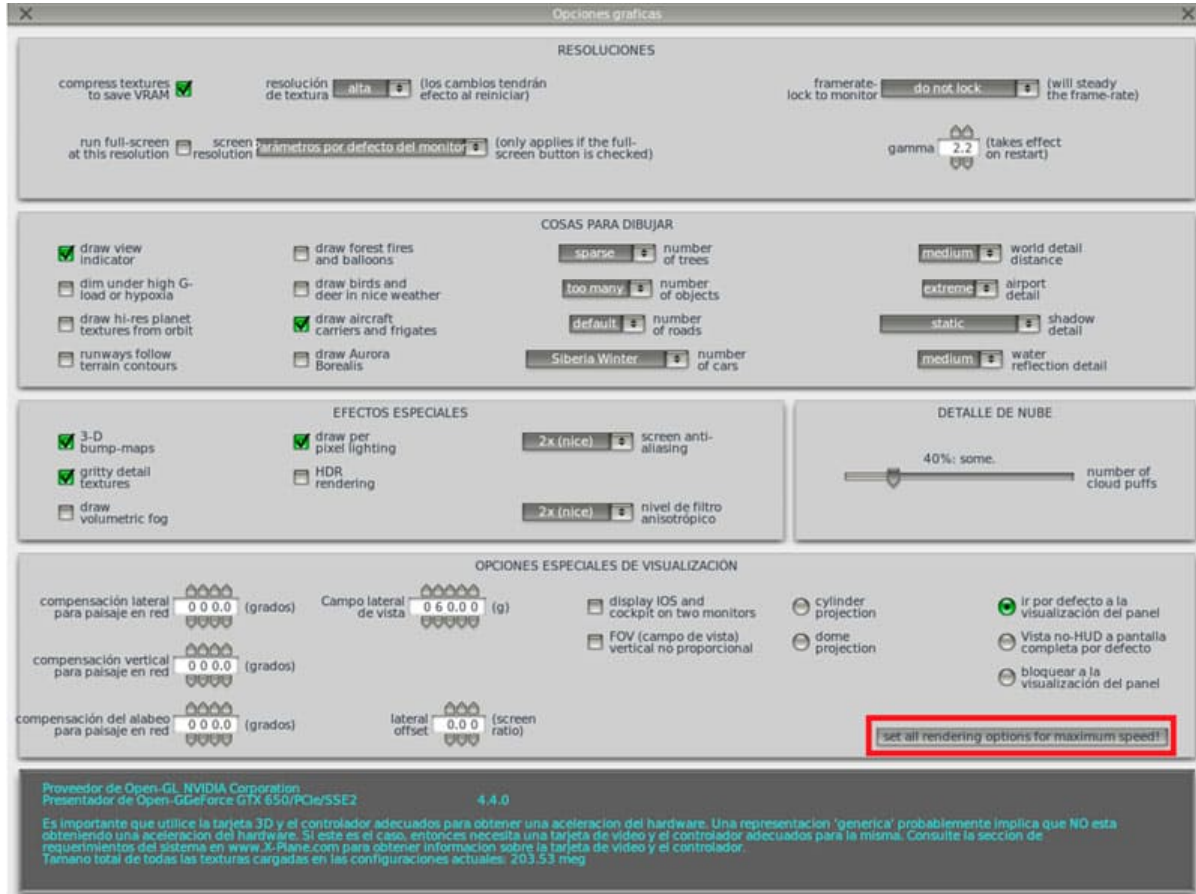 Opciones graficas
RESOLUCIONES
compress textures
to save VRAM
resolución
de textura
alta
(los cambios tendrán
efecto al reiniciar)
framerate-
lock to monitor
do not lock
(will steady
the frame-rate)
run full-screen
at this resolution
screen
resolution
Parámetros por defecto del monitor
(only applies if the full-
screen button is checked)
gamma
2.2
(takes effect
on restart)
COSAS PARA DIBUJAR
draw view
indicator
draw forest fires
and balloons
sparse
number
of trees
medium
world detail
distance
dim under high G-
load or hypoxia
draw birds and
deer in nice weather
too many
number
of objects
extreme
airport
detail
draw hi-res planet
textures from orbit
draw aircraft
carriers and frigates
default
number
of roads
static
shadow
detail
runways follow
terrain contours
draw Aurora
Borealis
Siberia Winter
number
of cars
medium
water
reflection detail
EFECTOS ESPECIALES
3-D
bump-maps
draw per
pixel lighting
2x (nice)
screen anti-
aliasing
gritty detail
textures
HDR
rendering
draw
volumetric fog
2x (nice)
nivel de filtro
anisotrópico
DETALLE DE NUBE
40%: some.
number of
cloud puffs
OPCIONES ESPECIALES DE VISUALIZACIÓN
compensación lateral
para paisaje en red
0 0 0.0
(grados)
Campo lateral
de vista
0 6 0.0 0
(g)
display IOS and
cockpit on two monitors
cylinder
projection
ir por defecto a la
visualización del panel
FOV (campo de vista)
vertical no proporcional
dome
projection
Vista no-HUD a pantalla
completa por defecto
compensación vertical
para paisaje en red
0 0 0.0
(grados)
bloquear a la
visualización del panel
compensación del alabeo
para paisaje en red
0 0 0.0
(grados)
lateral
offset
0.0 0
(screen
ratio)
set all rendering options for maximum speed!
Proveedor de Open-GL NVIDIA Corporation
Presentador de Open-GGeForce GTX 650/PCIe/SSE2 4.4.0
Es importante que utilice la tarjeta 3D y el controlador adecuados para obtener una aceleracion del hardware. Una representacion 'generica' probablemente implica que NO esta
obteniendo una aceleracion del hardware. Si este es el caso, entonces necesita una tarjeta de video y el controlador adecuados para la misma. Consulte la seccion de
requerimientos del sistema en www.X-Plane.com para obtener informacion sobre la tarjeta de video y el controlador.
Tamano total de todas las texturas cargadas en las configuraciones actuales: 203.53 meg